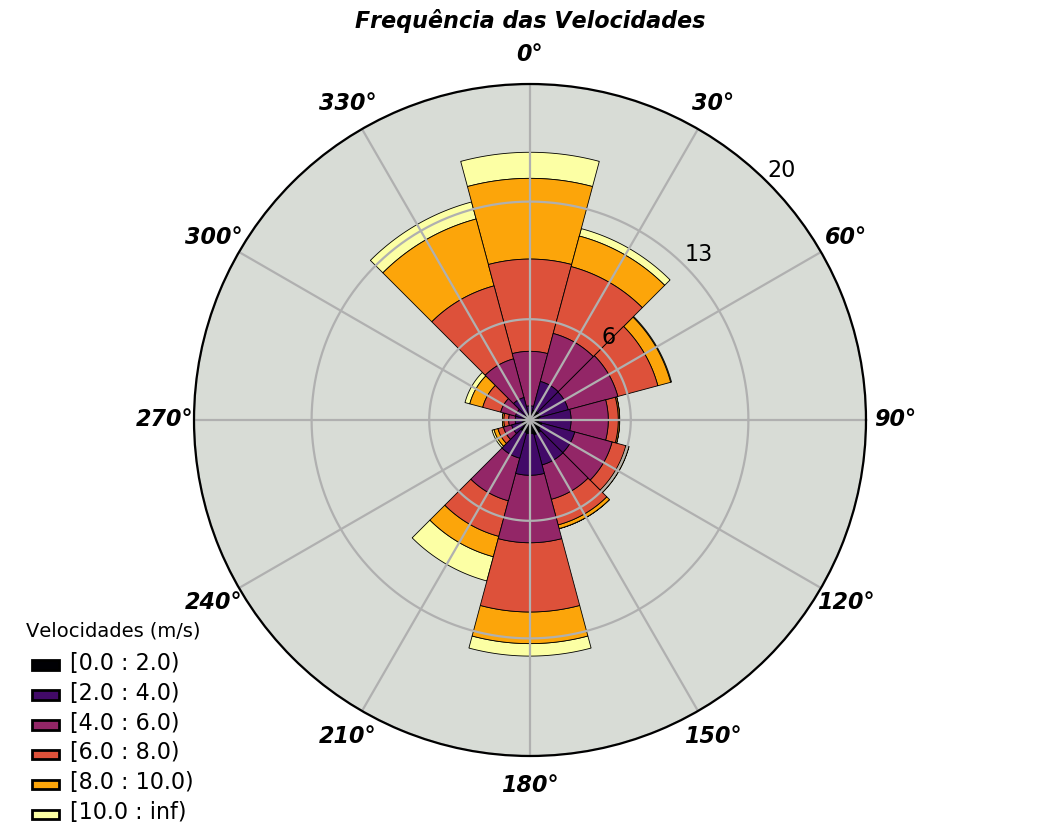 Frequência das Velocidades
0°
330°
30°
20
300°
60°
13
6
270°
90°
240°
120°
210°
150°
180°
Velocidades (m/s)
[0.0 : 2.0)
[2.0 : 4.0)
[4.0 : 6.0)
[6.0 : 8.0)
[8.0 : 10.0)
[10.0 : inf)